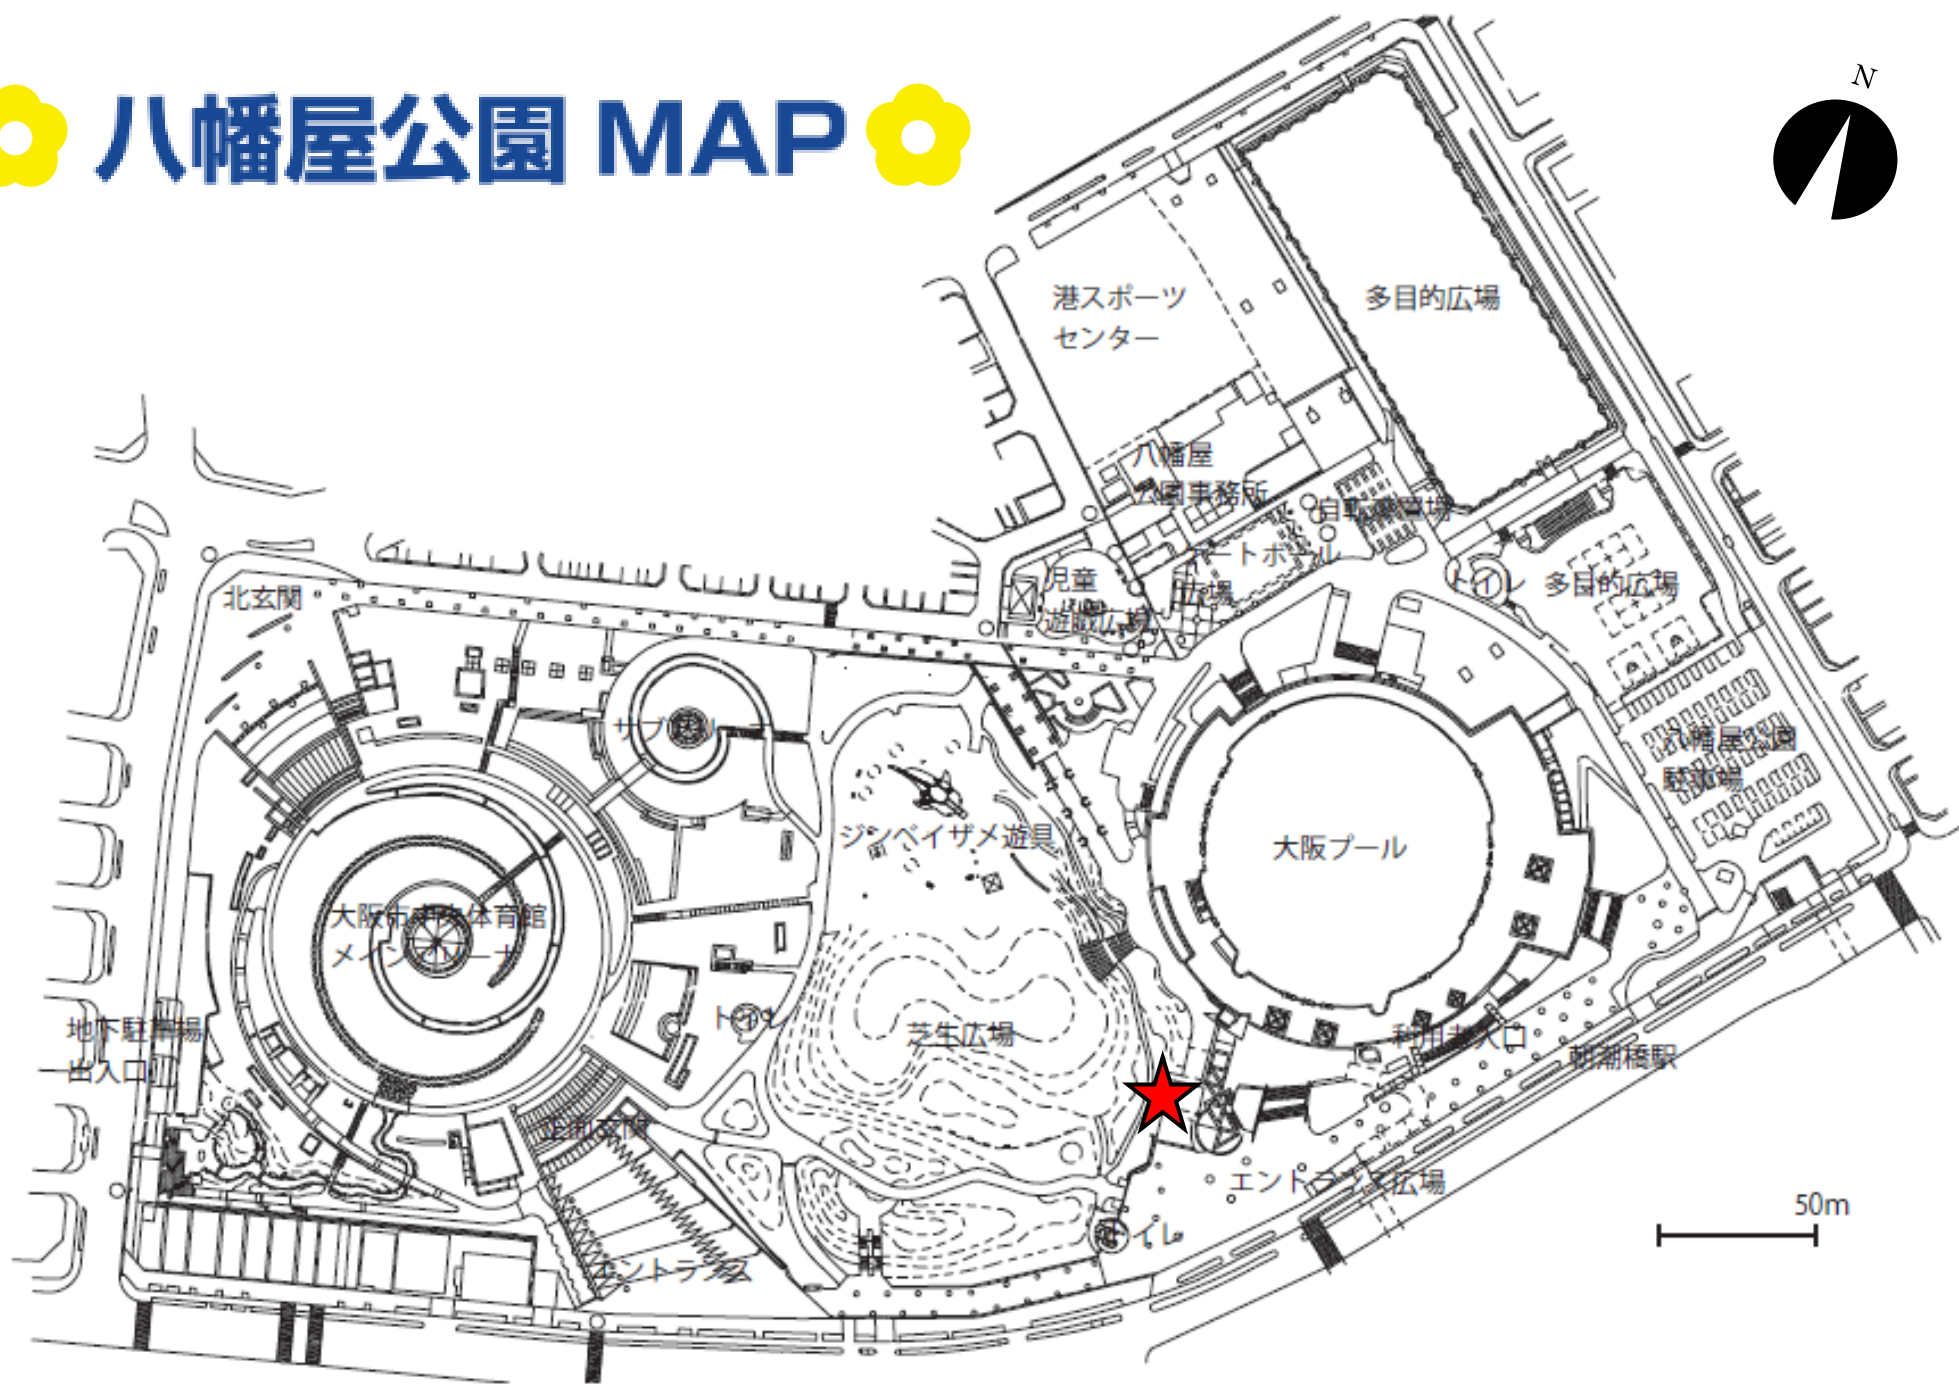 八幡屋公園 MAP
N
港スポーツ
センター
多目的広場
八幡屋
公園事務所
自転車置場
ゲートボール
広場
児童
遊戯広場
トイレ
多目的広場
北玄関
サブアリーナ
八幡屋公園
駐車場
ジンベイザメ遊具
大阪プール
大阪市中央体育館
メインアリーナ
地下駐車場
出入口
トイレ
芝生広場
利用者入口
朝潮橋駅
正面玄関
エントランス広場
トイレ
エントランス
50m